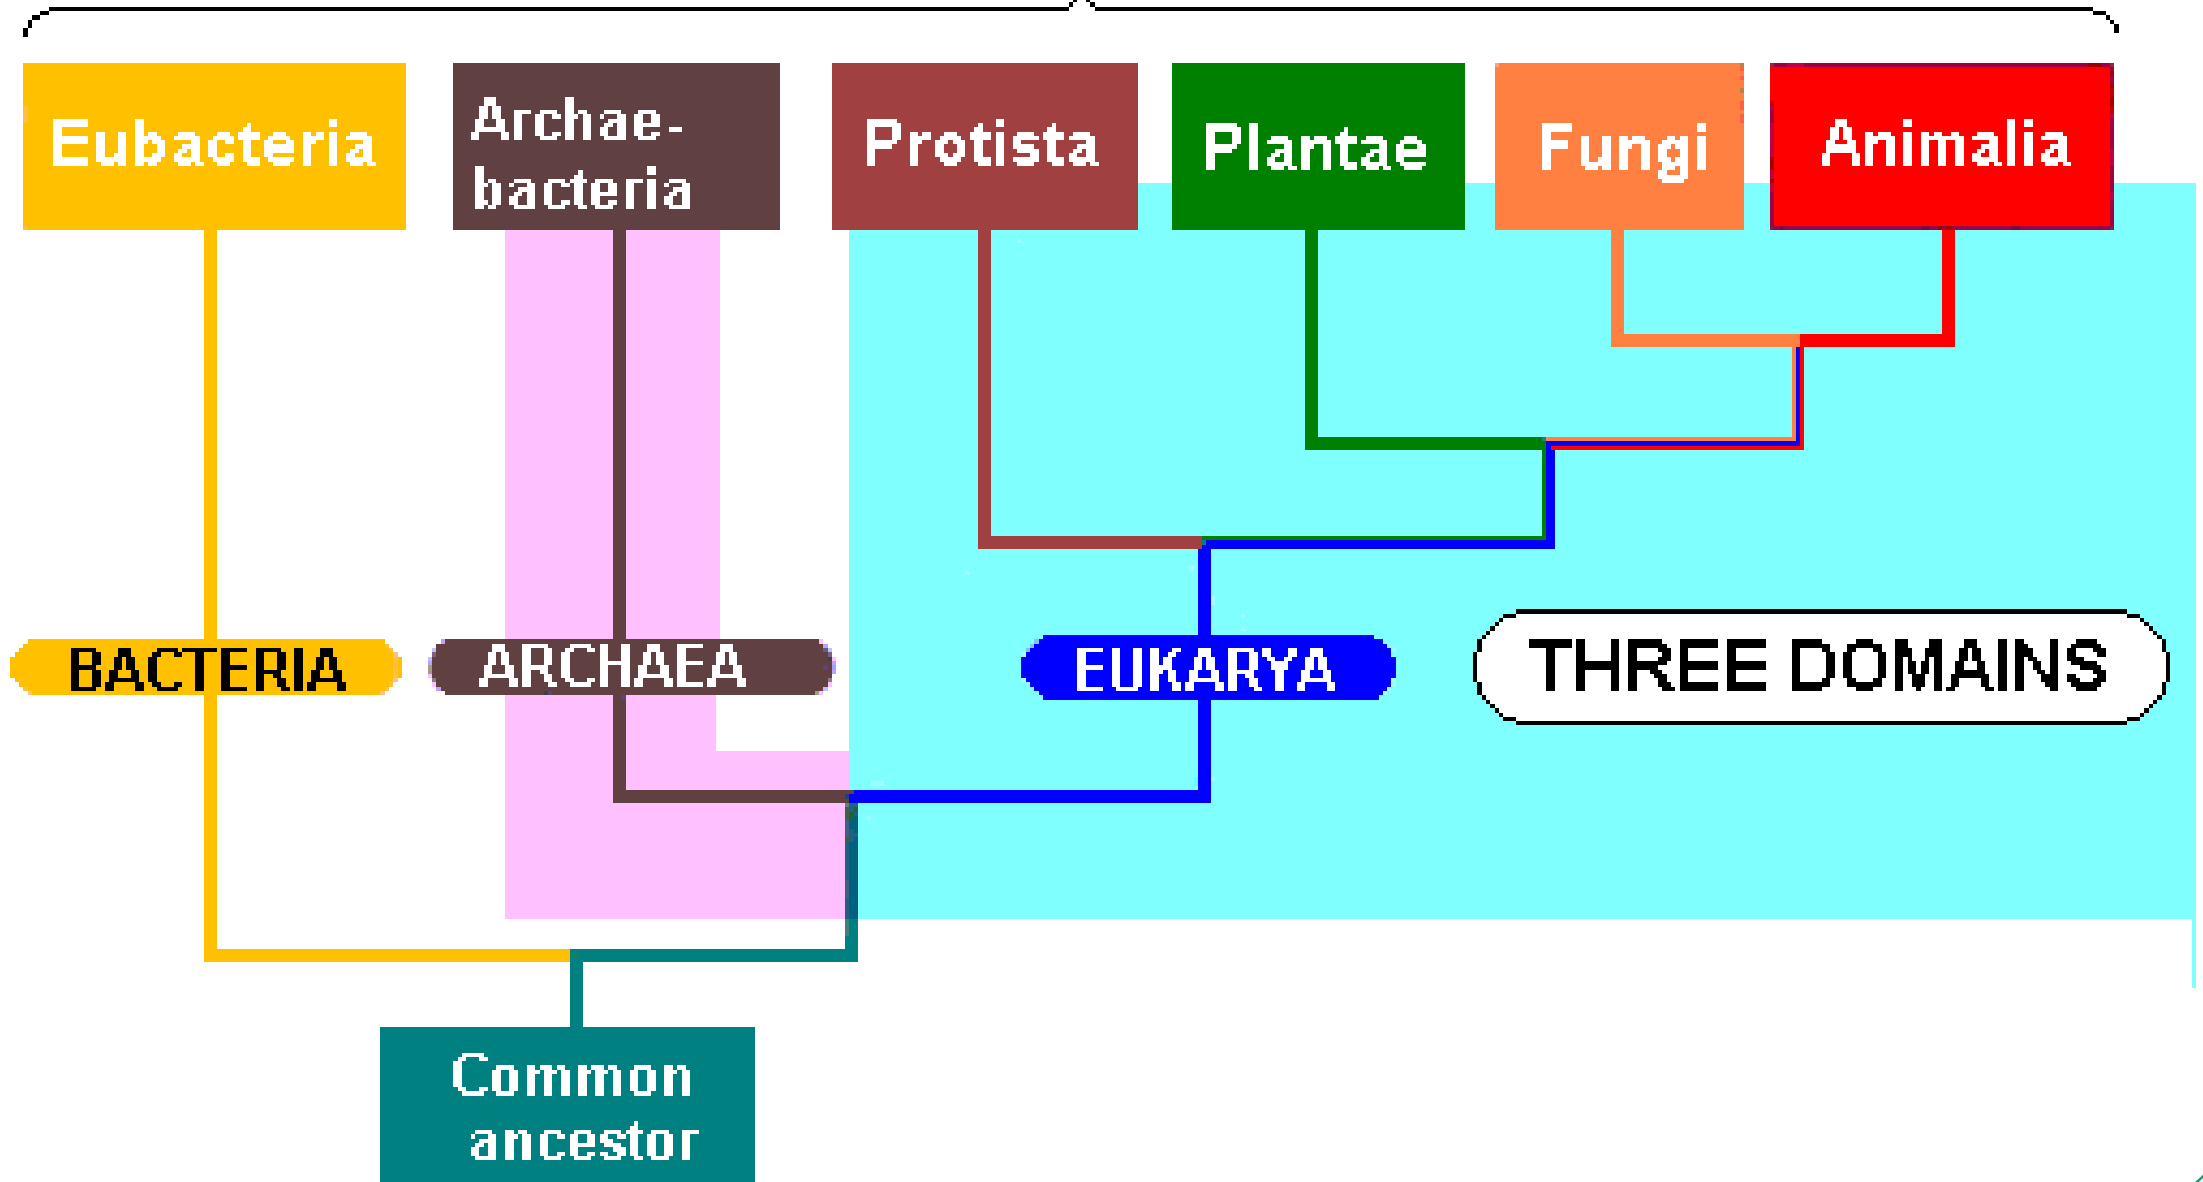 Eubacteria
Archae-
bacteria
Protista
Plantae
Fungi
Animalia
BACTERIA
ARCHAEA
EUKARYA
THREE DOMAINS
Common
ancestor